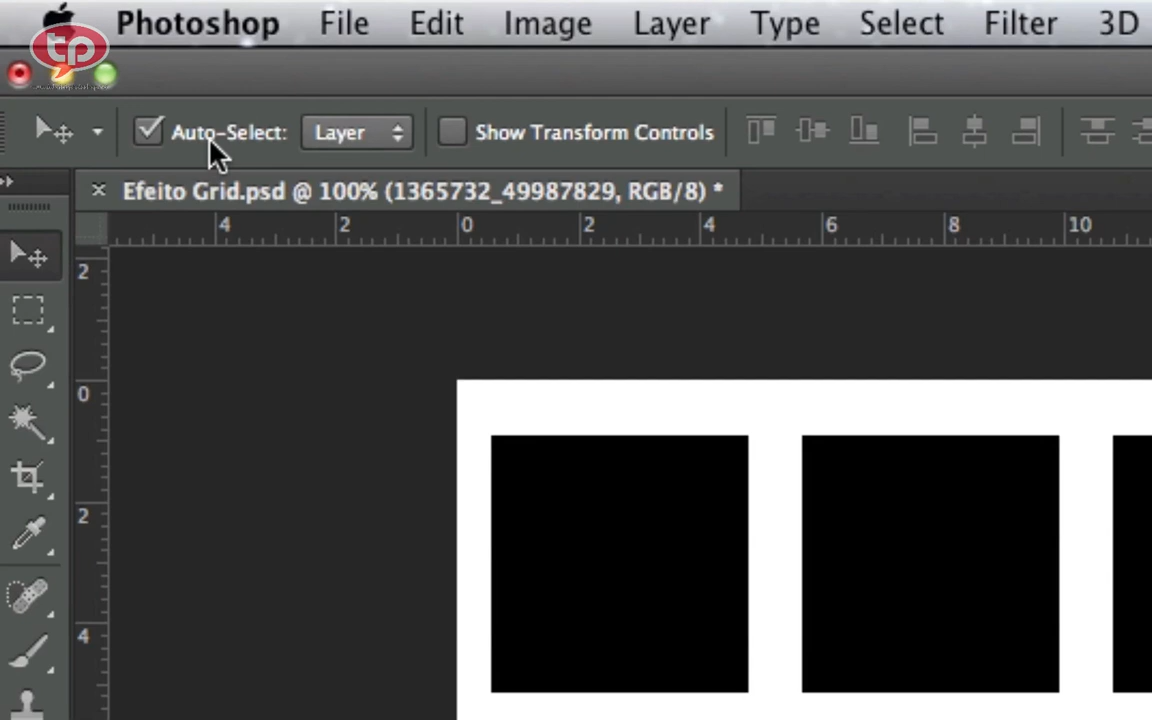 Photoshop File Edit Image Layer Type Select Filter 3D
tp
Auto-Select: Layer Show Transform Controls
× Efeito Grid.psd @ 100% (1365732_49987829, RGB/8) *
4 2 0 2 4 6 8 10
2
0
2
4